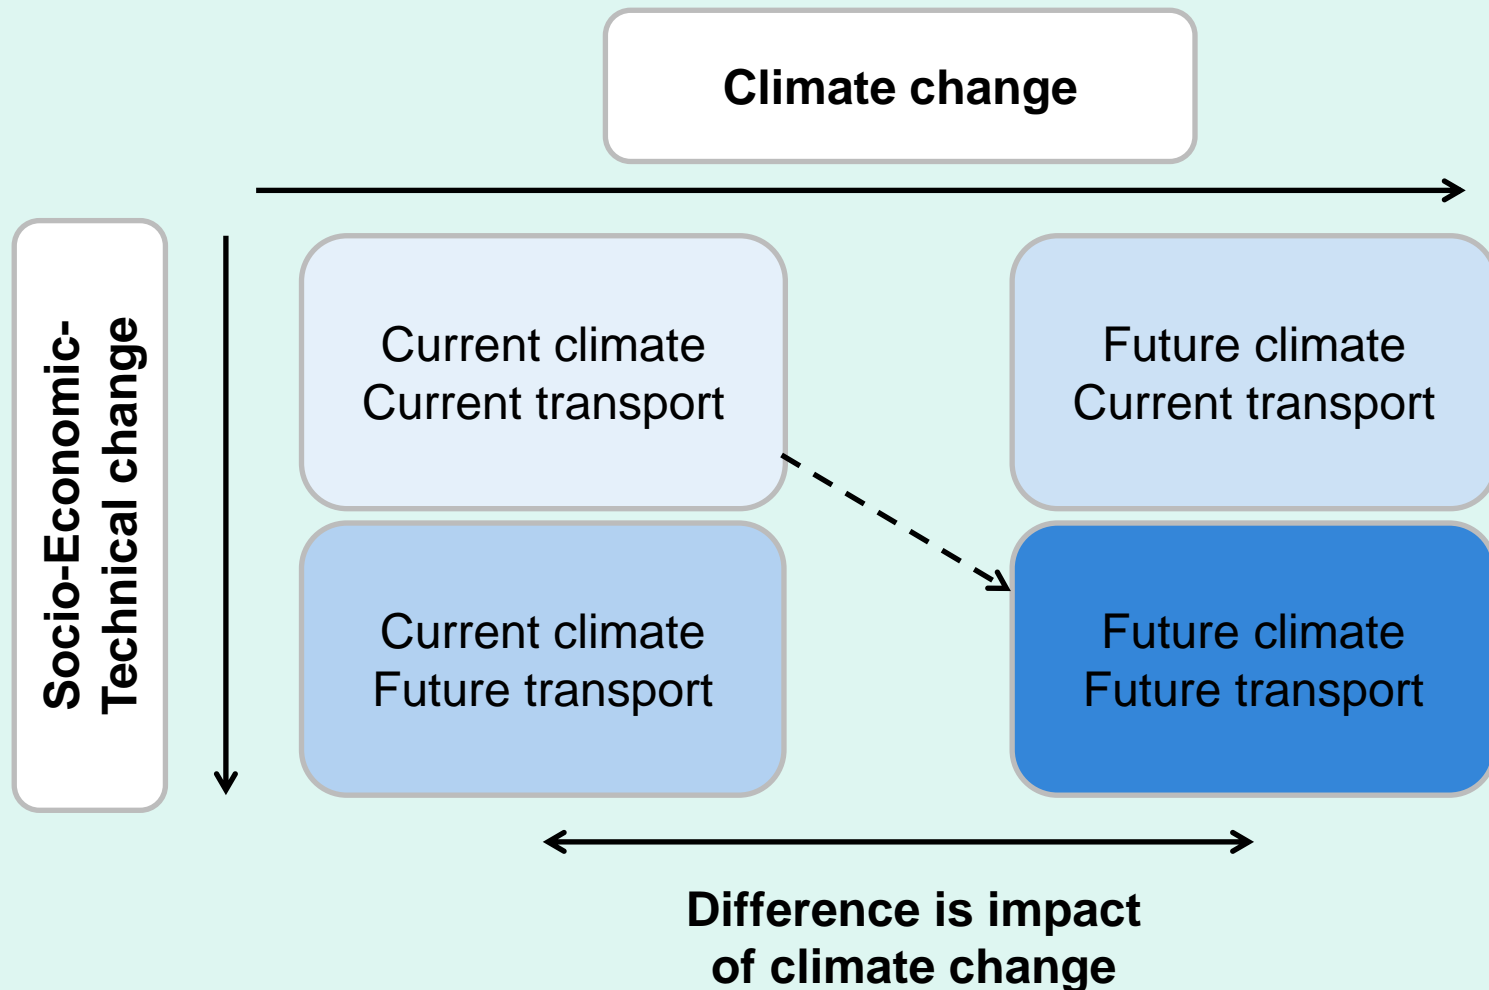 Climate change
Socio-Economic-
Technical change
Current climate
Current transport
Future climate
Current transport
Current climate
Future transport
Future climate
Future transport
Difference is impact
of climate change